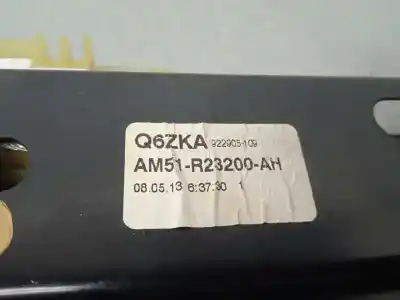 Q6ZKA 922905-109
AM51-R23200-AH
08.05.13 6:37:30 1